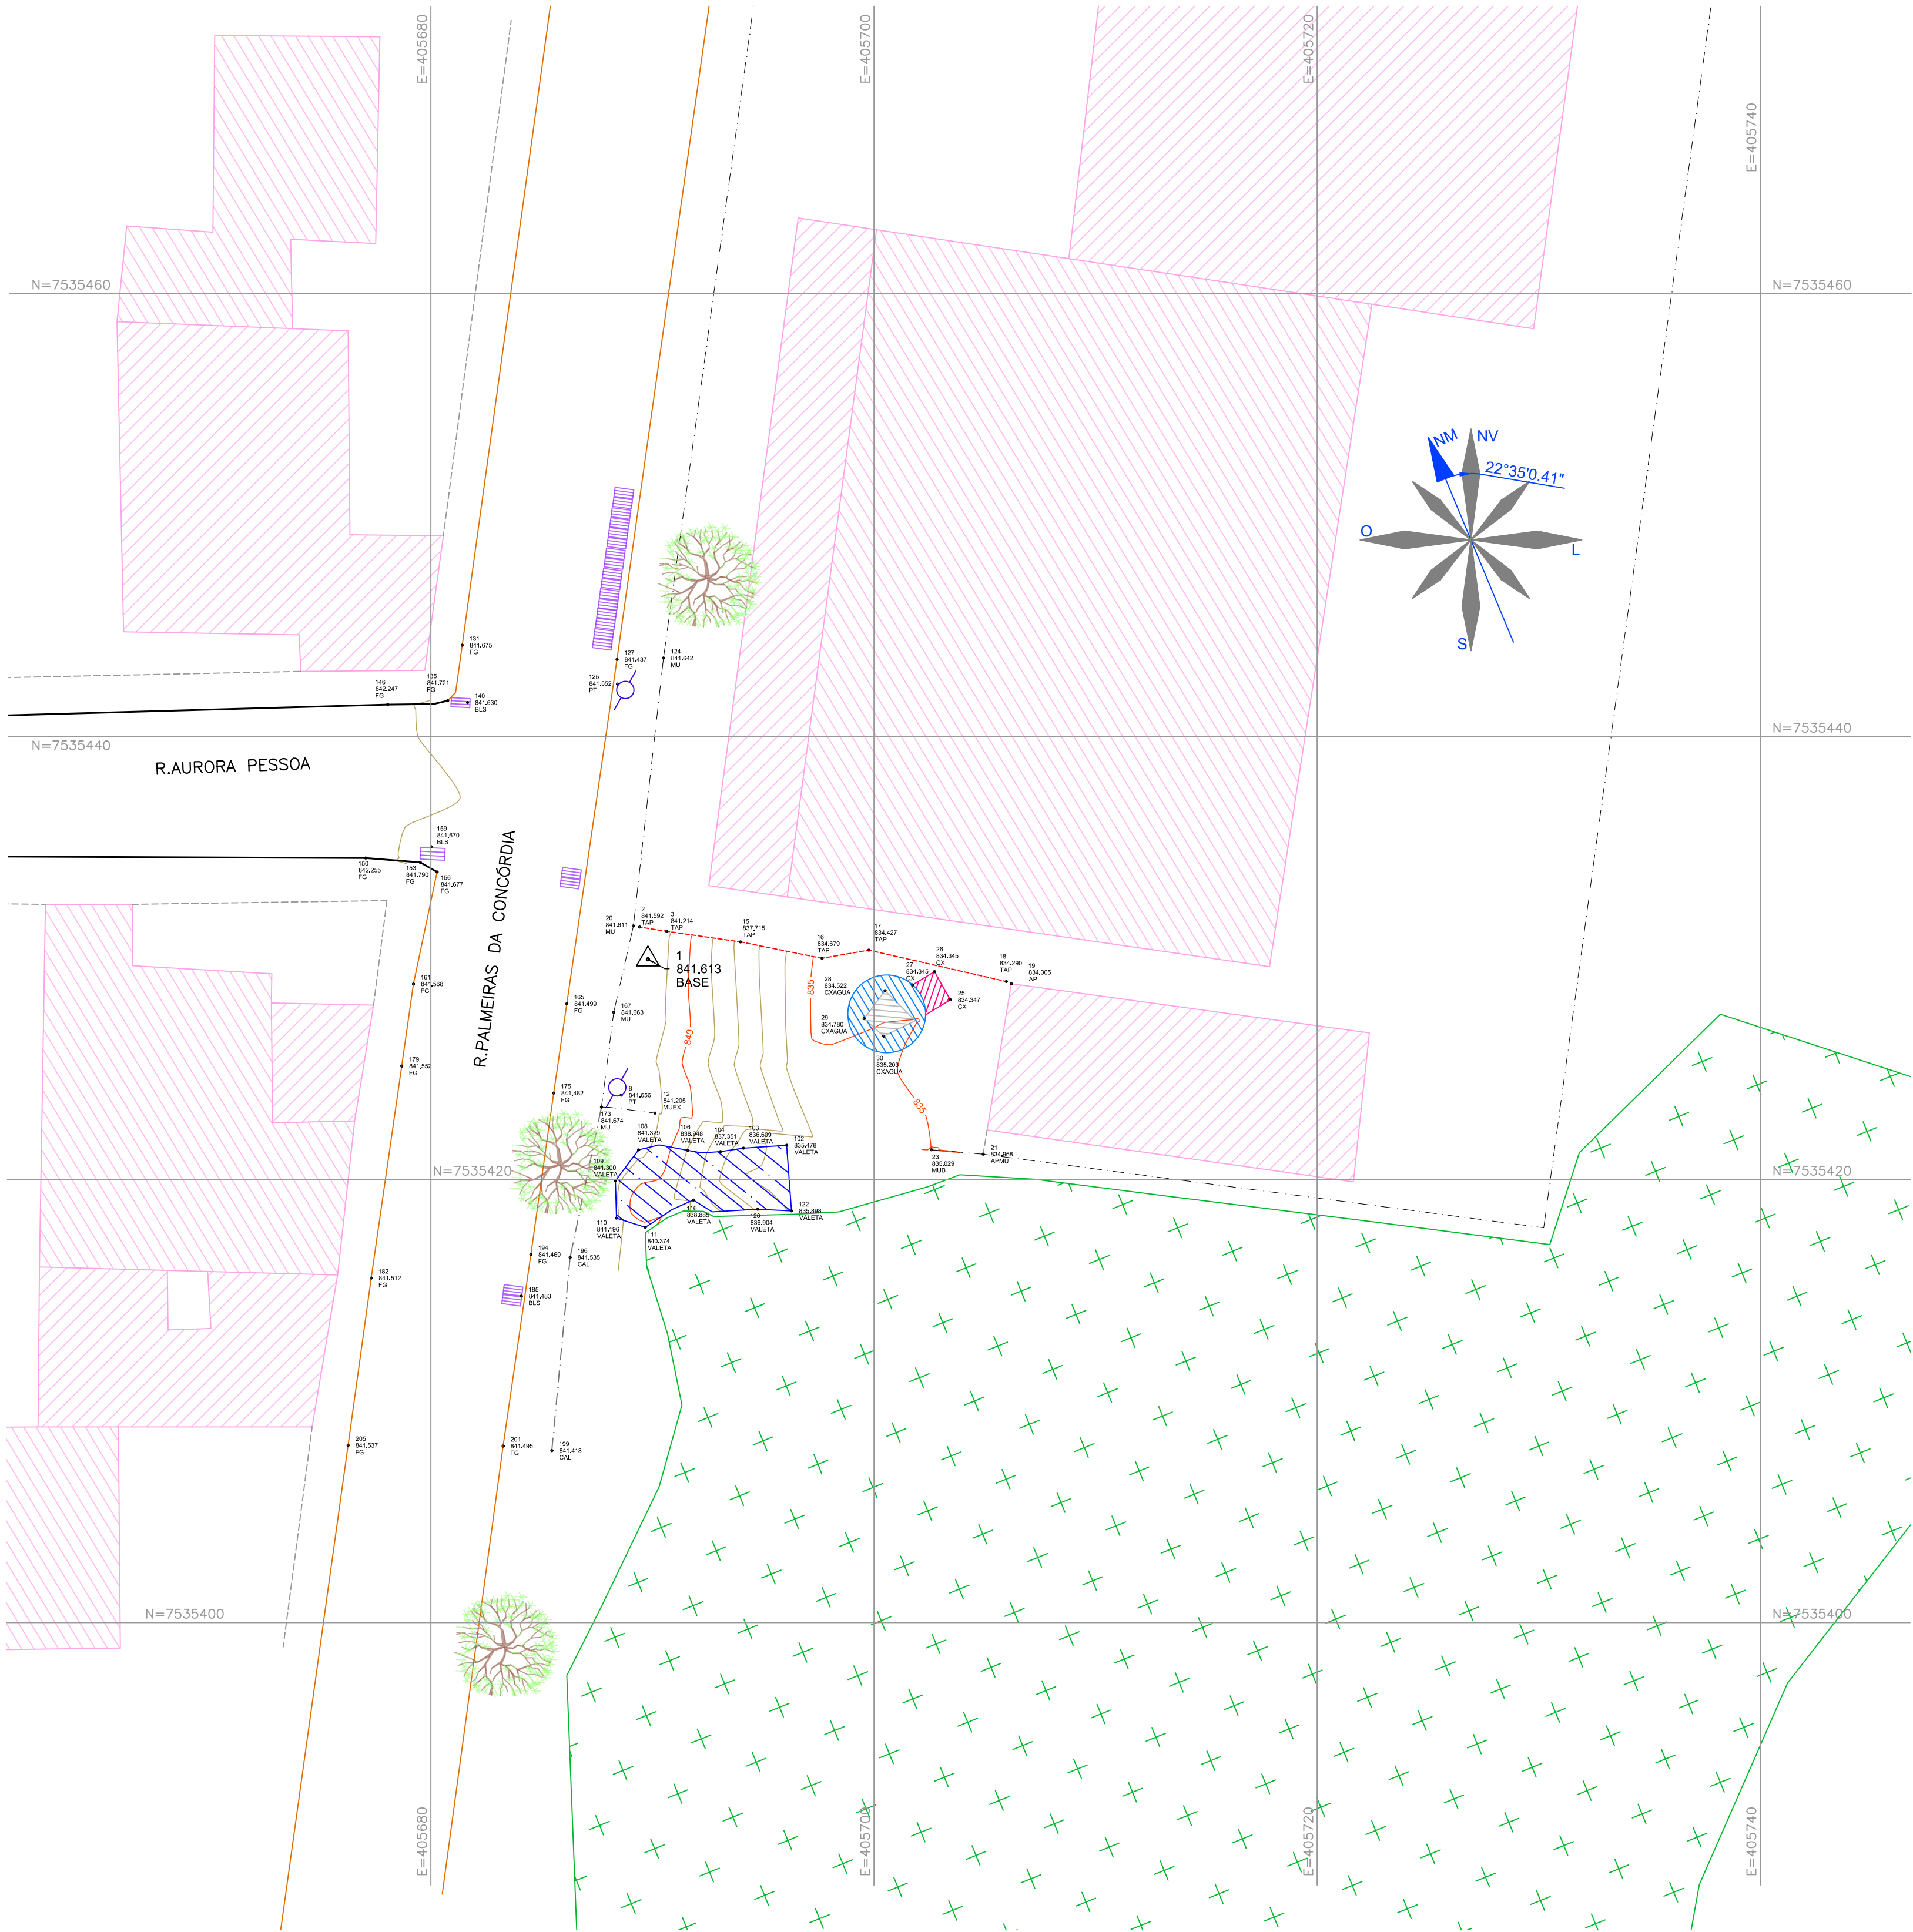 E=405680
E=405700
E=405720
E=405740
N=7535460
N=7535460
NM
NV
22°35'0.41"
O
L
S
131
841,675
FG
127
841,437
FG
124
841,642
MU
125
841,552
PT
146
842,247
FG
841,721
FG
140
841,630
BLS
N=7535440
N=7535440
R.AURORA PESSOA
159
841,670
BLS
150
842,255
FG
153
841,790
FG
156
841,677
FG
R.PALMEIRAS DA CONCÓRDIA
20
841,611
MU
2
841,592
TAP
3
841,214
TAP
15
837,715
TAP
16
834,679
TAP
17
834,427
TAP
1
841,613
BASE
26
834,345
CX
27
834,345
CX
18
834,290
TAP
19
834,305
AP
28
834,522
CXAGUA
25
834,347
CX
29
834,780
CXAGUA
30
835,203
CXAGUA
835
840
835
161
841,568
FG
165
841,499
FG
167
841,663
MU
179
841,552
FG
175
841,482
FG
8
841,656
PT
12
841,205
MUEX
173
841,674
MU
108
841,329
VALETA
106
838,948
VALETA
104
837,351
VALETA
103
836,609
VALETA
102
835,478
VALETA
23
835,029
MUB
21
834,968
APMU
109
841,300
VALETA
N=7535420
N=7535420
110
841,196
VALETA
111
840,374
VALETA
116
838,885
VALETA
120
836,904
VALETA
122
835,898
VALETA
194
841,469
FG
196
841,535
CAL
182
841,512
FG
185
841,483
BLS
205
841,537
FG
201
841,495
FG
199
841,418
CAL
N=7535400
N=7535400
E=405680
E=405700
E=405720
E=405740